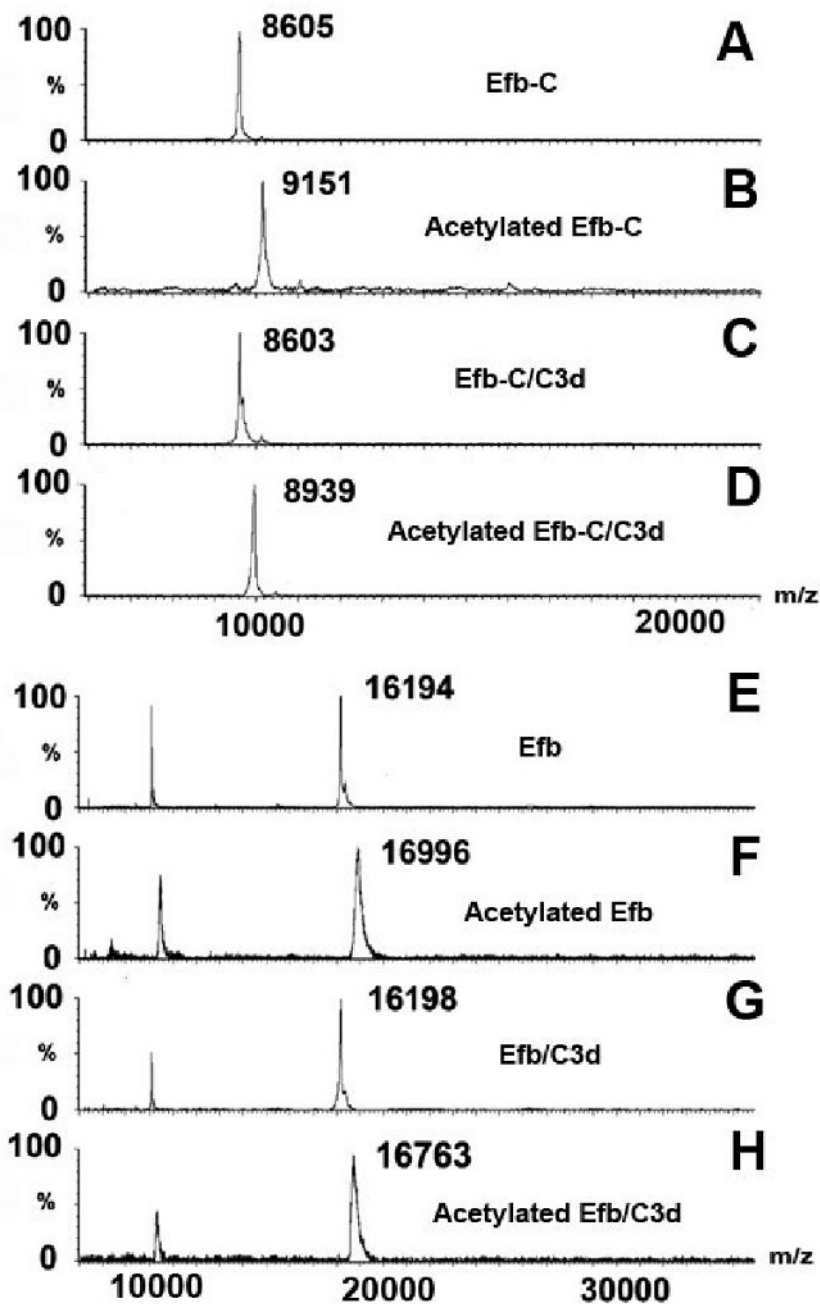 100 8605 A
% Efb-C
0
100 9151 B
% Acetylated Efb-C
0
100 8603 C
% Efb-C/C3d
0
100 8939 D
% Acetylated Efb-C/C3d
0 m/z
10000 20000
100 16194 E
% Efb
0
100 16996 F
% Acetylated Efb
0
100 16198 G
% Efb/C3d
0
100 16763 H
% Acetylated Efb/C3d
0 m/z
10000 20000 30000